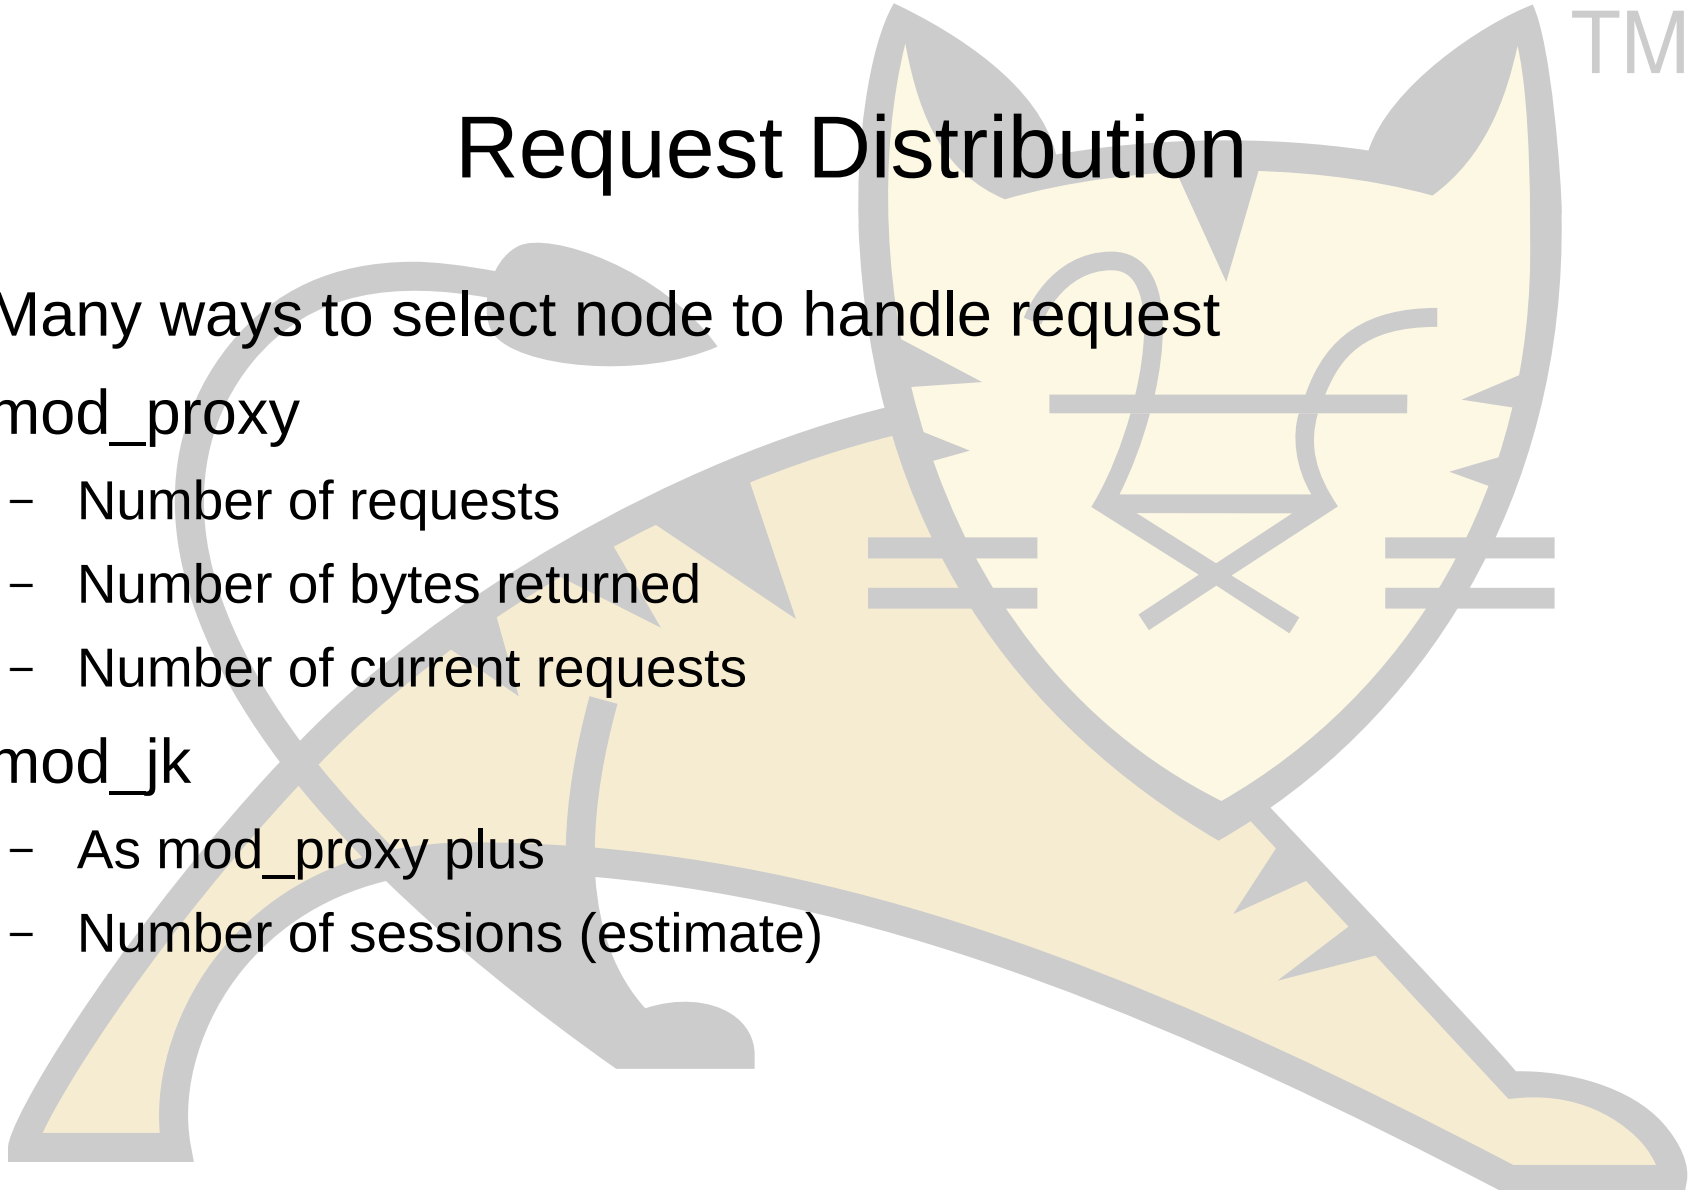 TM
Request Distribution
Many ways to select node to handle request
mod_proxy
– Number of requests
– Number of bytes returned
– Number of current requests
mod_jk
– As mod_proxy plus
– Number of sessions (estimate)